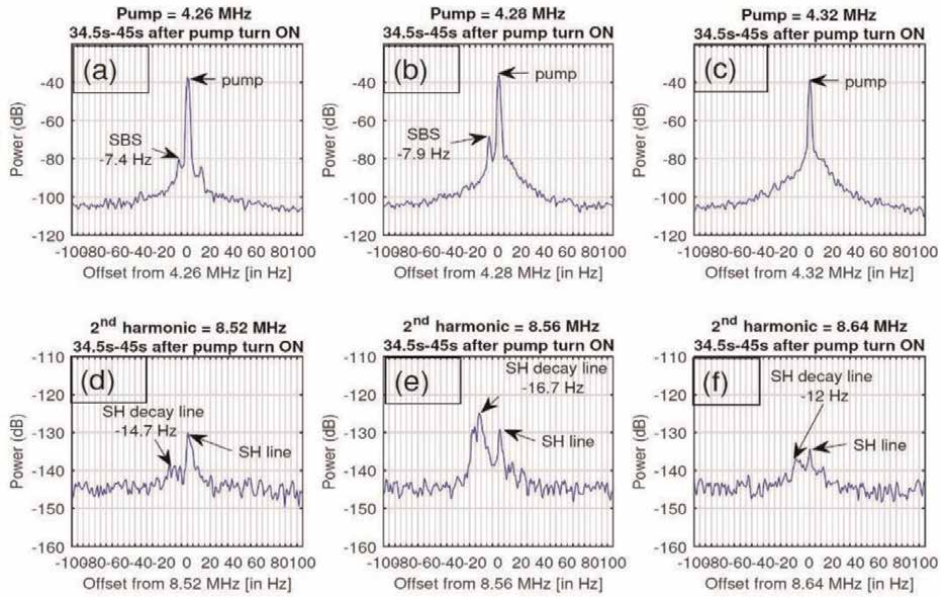 Pump = 4.26 MHz
34.5s-45s after pump turn ON
(a)
pump
SBS
-7.4 Hz
-40
-60
-80
-100
-120
Power (dB)
-100-80-60-40-20 0 20 40 60 80100
Offset from 4.26 MHz [in Hz]
Pump = 4.28 MHz
34.5s-45s after pump turn ON
(b)
pump
SBS
-7.9 Hz
-40
-60
-80
-100
-120
Power (dB)
-100-80-60-40-20 0 20 40 60 80100
Offset from 4.28 MHz [in Hz]
Pump = 4.32 MHz
34.5s-45s after pump turn ON
(c)
pump
-40
-60
-80
-100
-120
Power (dB)
-100-80-60-40-20 0 20 40 60 80100
Offset from 4.32 MHz [in Hz]
2nd harmonic = 8.52 MHz
34.5s-45s after pump turn ON
(d)
SH decay line
-14.7 Hz
SH line
-110
-120
-130
-140
-150
-160
Power (dB)
-100-80-60-40-20 0 20 40 60 80100
Offset from 8.52 MHz [in Hz]
2nd harmonic = 8.56 MHz
34.5s-45s after pump turn ON
(e)
SH decay line
-16.7 Hz
SH line
-110
-120
-130
-140
-150
-160
Power (dB)
-100-80-60-40-20 0 20 40 60 80100
Offset from 8.56 MHz [in Hz]
2nd harmonic = 8.64 MHz
34.5s-45s after pump turn ON
(f)
SH decay line
-12 Hz
SH line
-110
-120
-130
-140
-150
-160
Power (dB)
-100-80-60-40-20 0 20 40 60 80100
Offset from 8.64 MHz [in Hz]